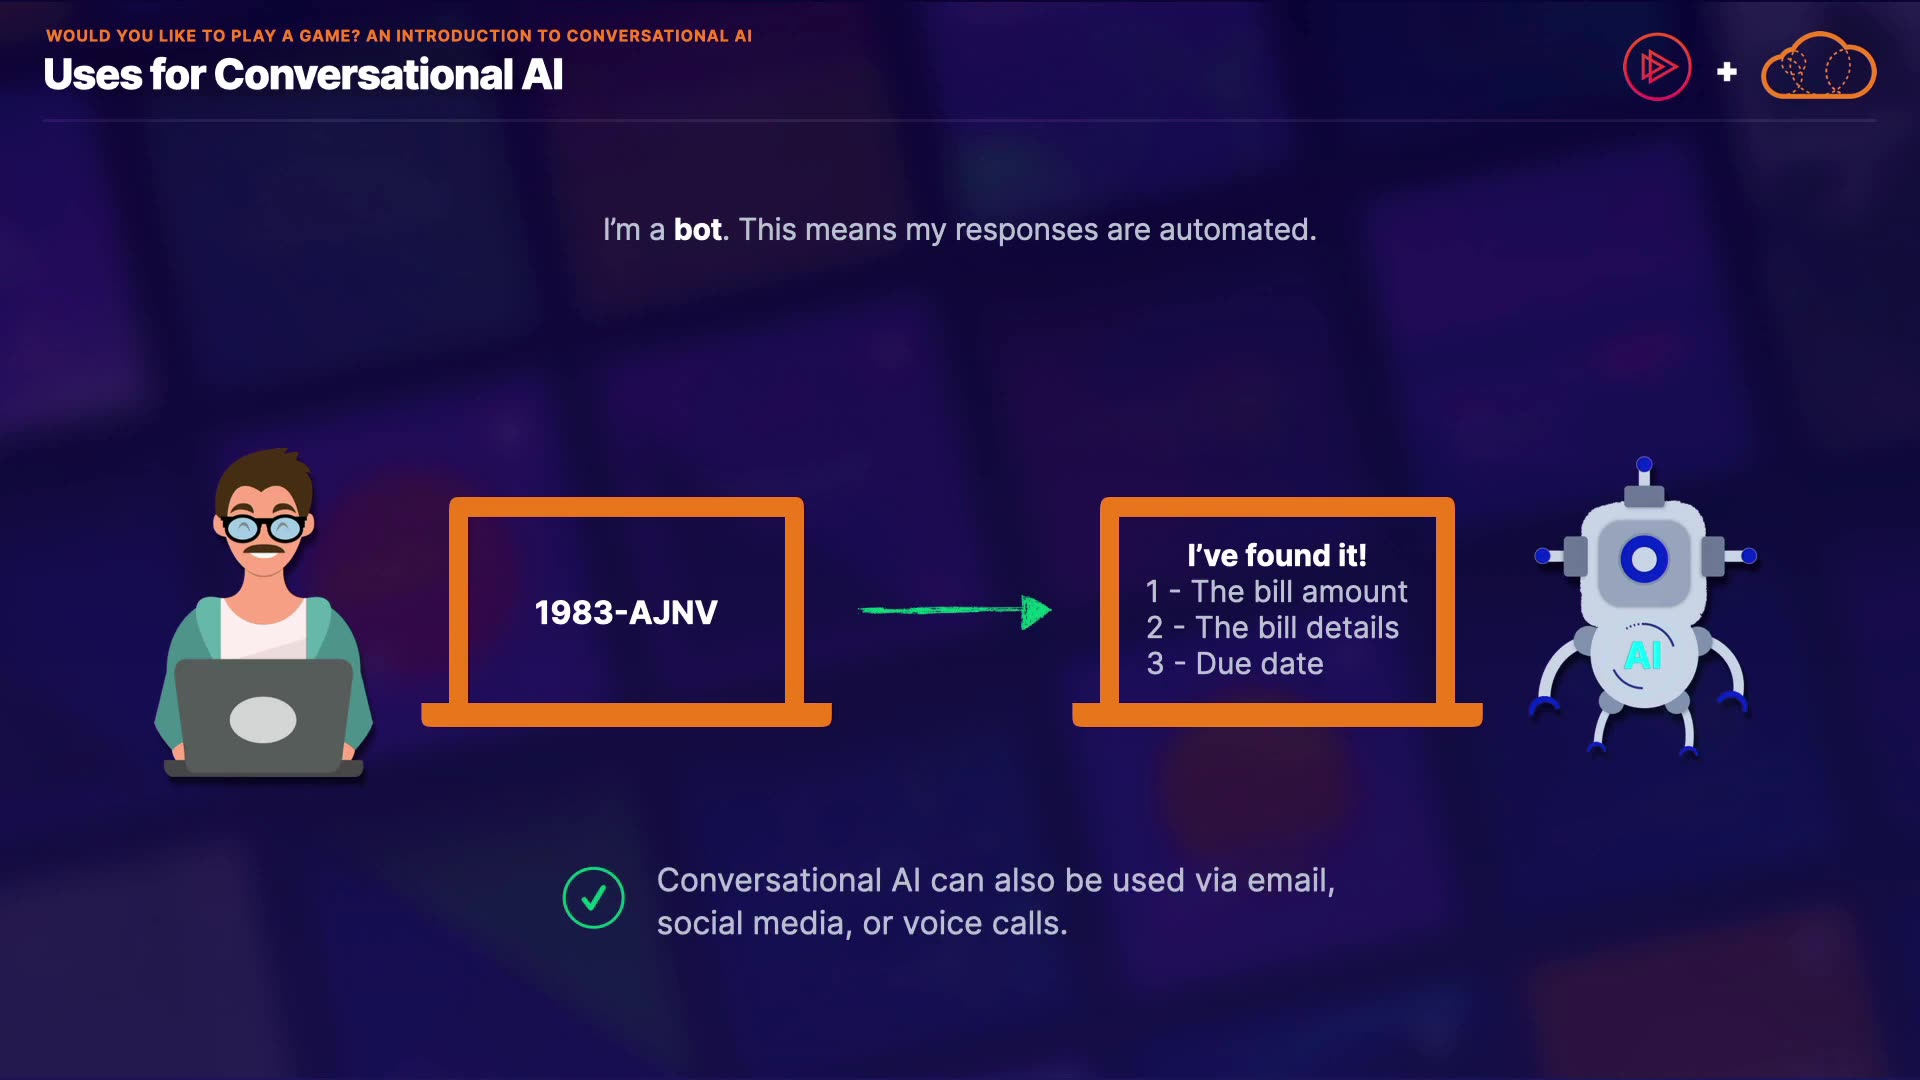 WOULD YOU LIKE TO PLAY A GAME? AN INTRODUCTION TO CONVERSATIONAL AI
Uses for Conversational AI
I’m a bot. This means my responses are automated.
1983-AJNV
I’ve found it!
1 - The bill amount
2 - The bill details
3 - Due date
AI
Conversational AI can also be used via email,
social media, or voice calls.